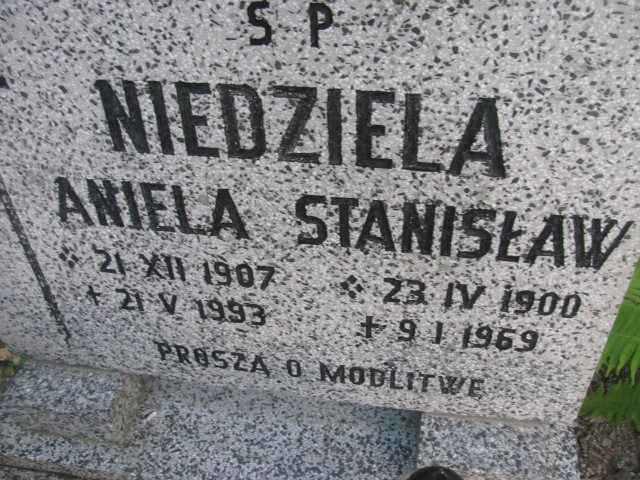 Ś P
NIEDZIELA
ANIELA STANISŁAW
21 XII 1907 23 IV 1900
+ 21 V 1993 + 9 I 1969
PROSZĄ O MODLITWĘ